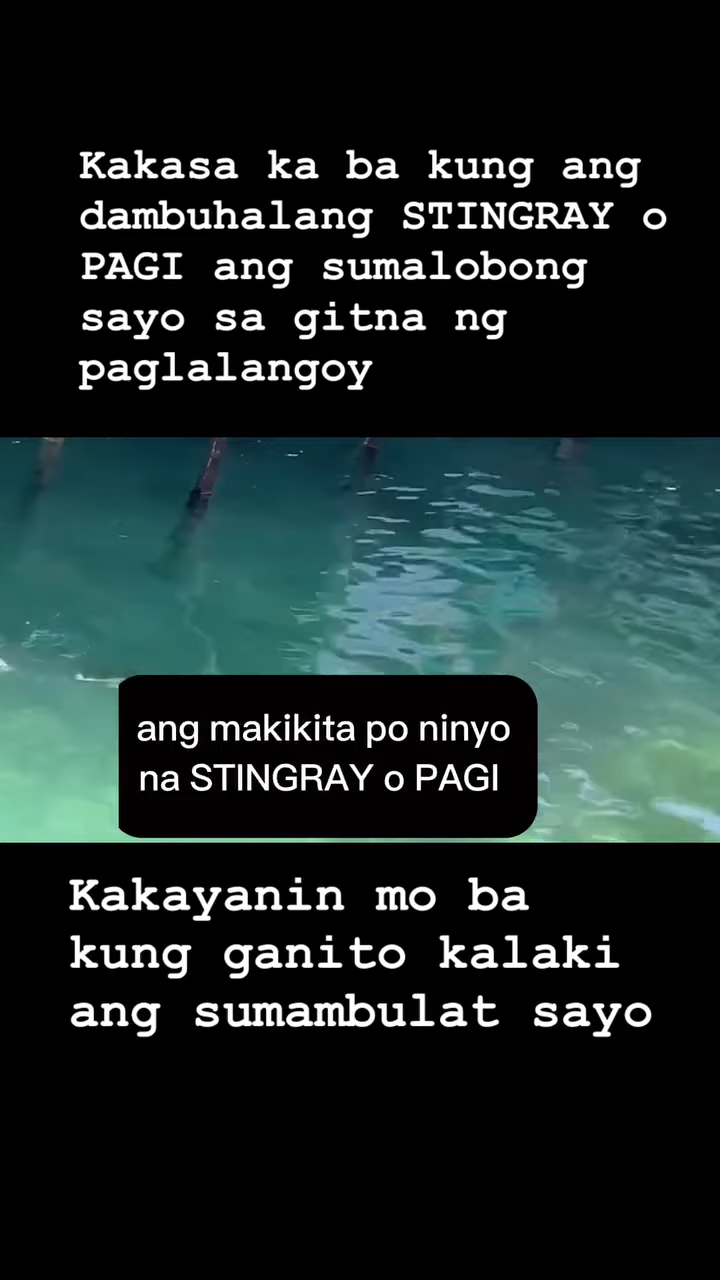 Kakasa ka ba kung ang
dambuhalang STINGRAY o
PAGI ang sumalobong
sayo sa gitna ng
paglalangoy
ang makikita po ninyo
na STINGRAY o PAGI
Kakayanin mo ba
kung ganito kalaki
ang sumambulat sayo